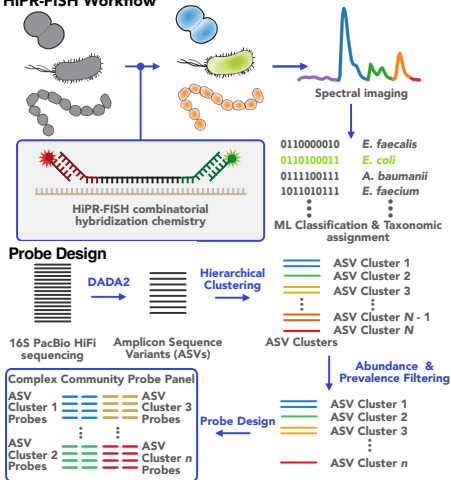 HiPR-FISH Workflow
Spectral imaging
0110000010 E. faecalis
0110100011 E. coli
0111100111 A. baumanii
1011010111 E. faecium
HiPR-FISH combinatorial
hybridization chemistry
ML Classification & Taxonomic
assignment
Probe Design
DADA2
Hierarchical
Clustering
ASV Cluster 1
ASV Cluster 2
ASV Cluster 3
ASV Cluster N - 1
ASV Cluster N
16S PacBio HiFi
sequencing
Amplicon Sequence
Variants (ASVs)
ASV Clusters
Abundance &
Prevalence Filtering
Complex Community Probe Panel
ASV
Cluster 1
Probes
ASV
Cluster 3
Probes
ASV
Cluster 2
Probes
ASV
Cluster n
Probes
Probe Design
ASV Cluster 1
ASV Cluster 2
ASV Cluster 3
ASV Cluster n